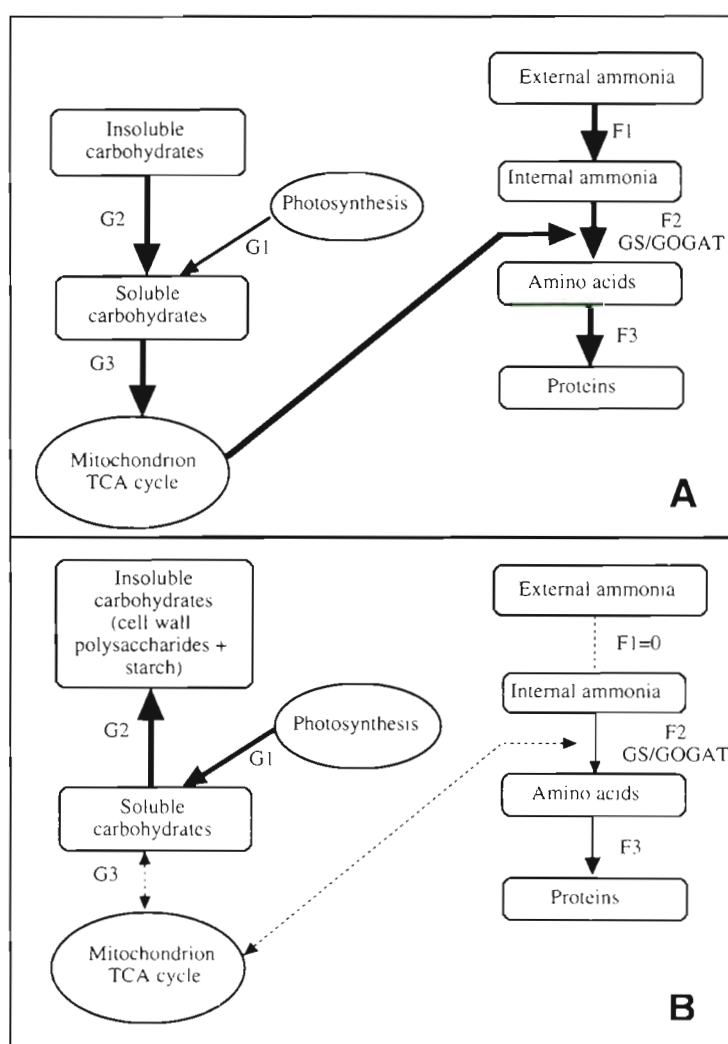 External ammonia
F1
Insoluble
carbohydrates
Internal ammonia
Photosynthesis
G2
G1
F2
GS/GOGAT
Soluble
carbohydrates
Amino acids
G3
F3
Proteins
Mitochondrion
TCA cycle
A
Insoluble
carbohydrates
(cell wall
polysaccharides +
starch)
External ammonia
F1=0
Internal ammonia
Photosynthesis
G2
G1
F2
GS/GOGAT
Soluble
carbohydrates
Amino acids
G3
F3
Proteins
Mitochondrion
TCA cycle
B